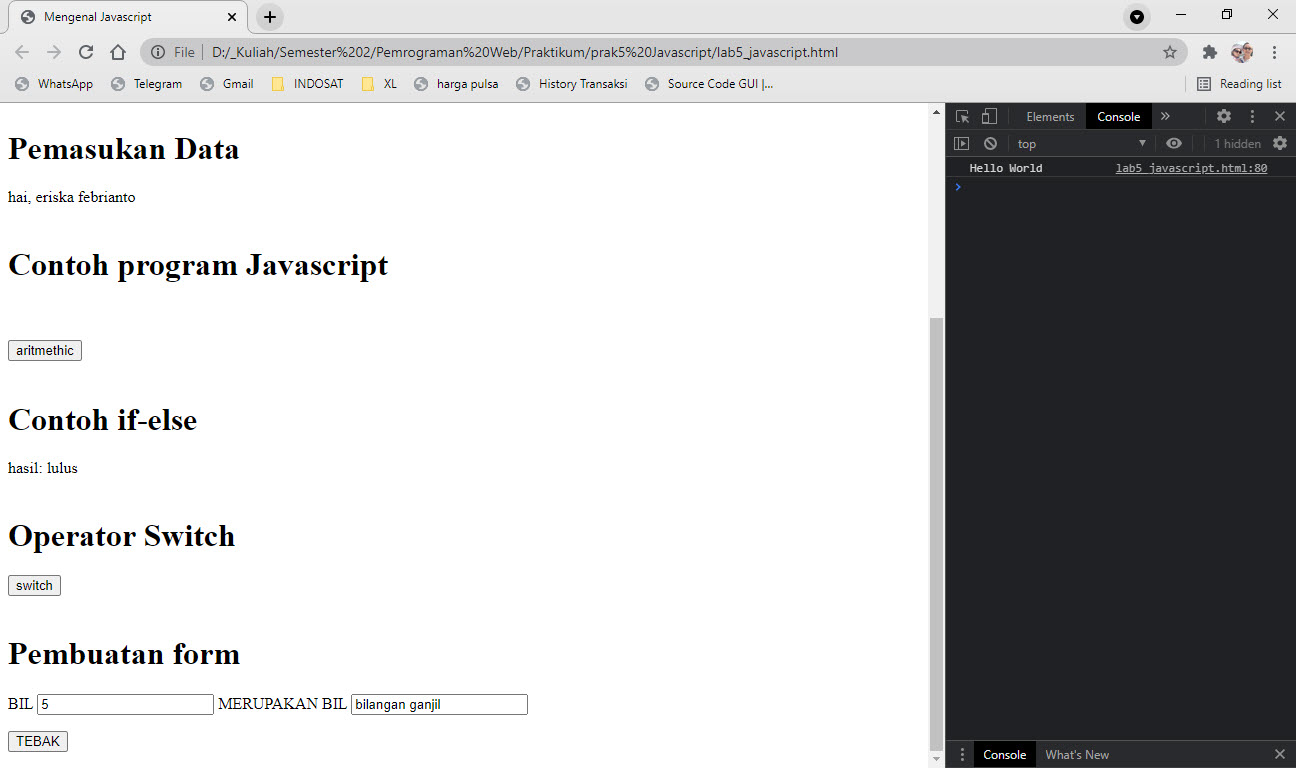 Mengenal Javascript
File D:/_Kuliah/Semester%202/Pemrograman%20Web/Praktikum/prak5%20Javascript/lab5_javascript.html
WhatsApp Telegram Gmail INDOSAT XL harga pulsa History Transaksi Source Code GUI |... Reading list
Pemasukan Data
hai, eriska febrianto
Contoh program Javascript
aritmethic
Contoh if-else
hasil: lulus
Operator Switch
switch
Pembuatan form
BIL 5 MERUPAKAN BIL bilangan ganjil
TEBAK
Elements Console
top 1 hidden
Hello World lab5_javascript.html:80
Console What's New